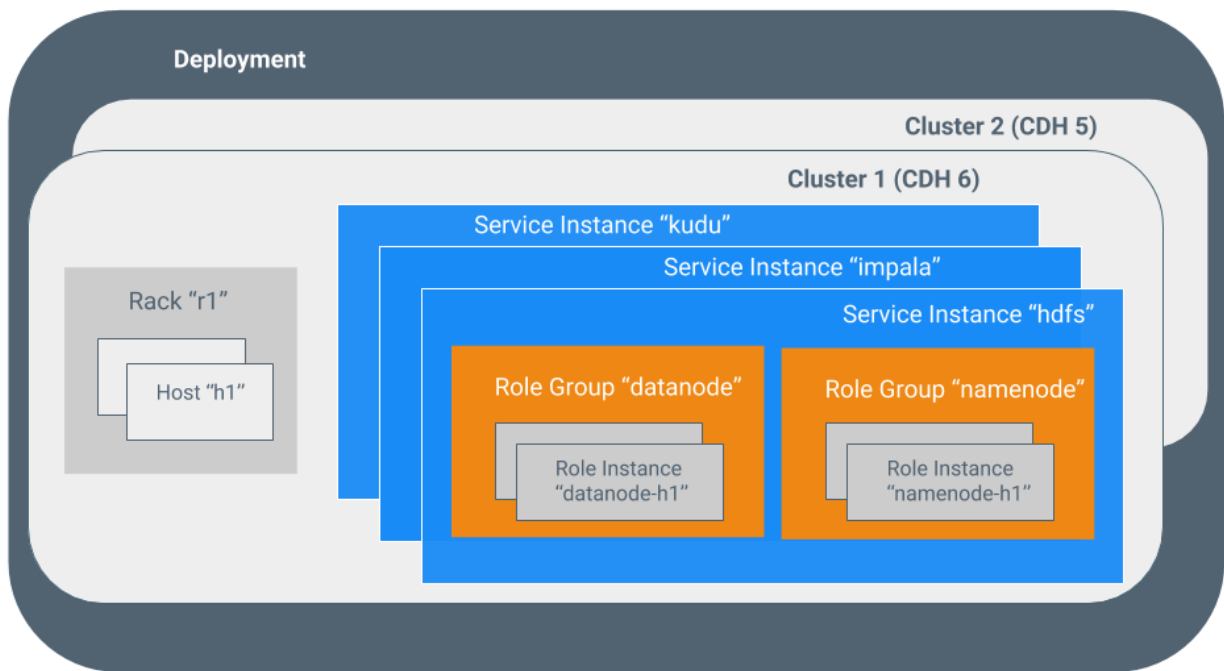 Deployment
Cluster 2 (CDH 5)
Cluster 1 (CDH 6)
Service Instance “kudu”
Service Instance “impala”
Service Instance “hdfs”
Rack “r1”
Host “h1”
Role Group “datanode”
Role Instance
“datanode-h1”
Role Group “namenode”
Role Instance
“namenode-h1”